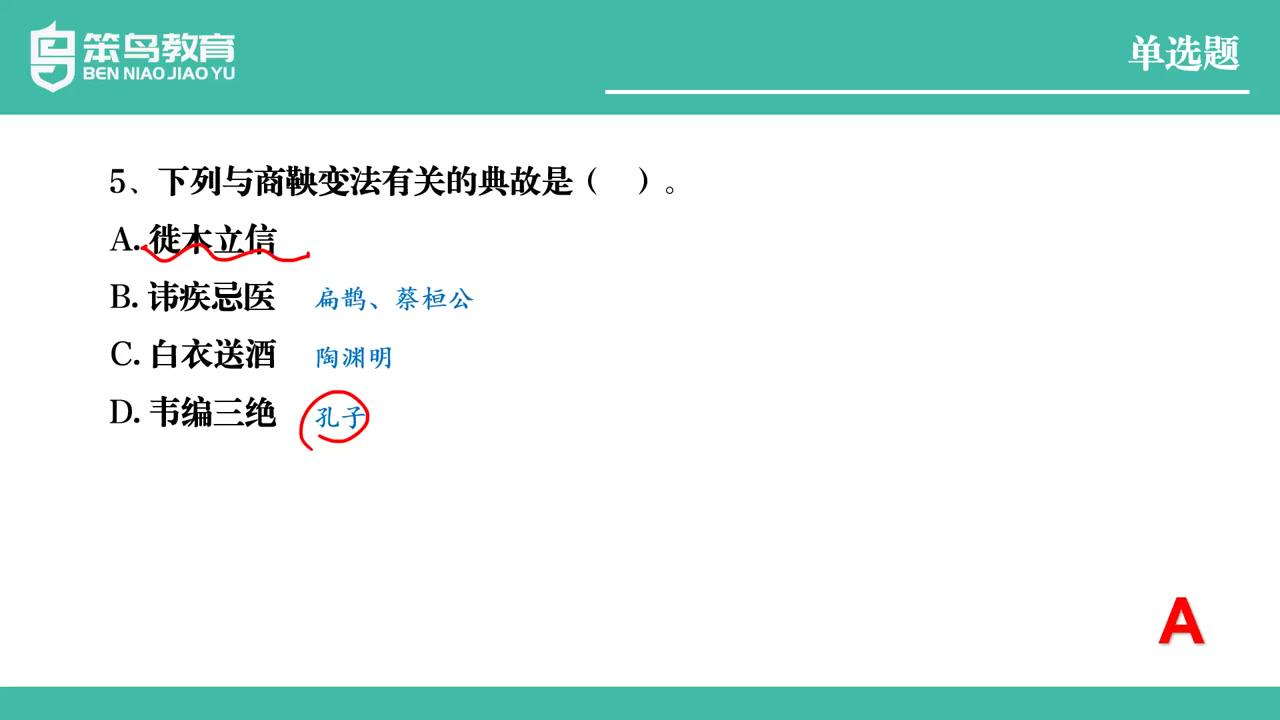 笨鸟教育
BEN NIAO JIAO YU
单选题
5、下列与商鞅变法有关的典故是（ ）。
A. 徙木立信
B. 讳疾忌医 扁鹊、蔡桓公
C. 白衣送酒 陶渊明
D. 韦编三绝 孔子
A